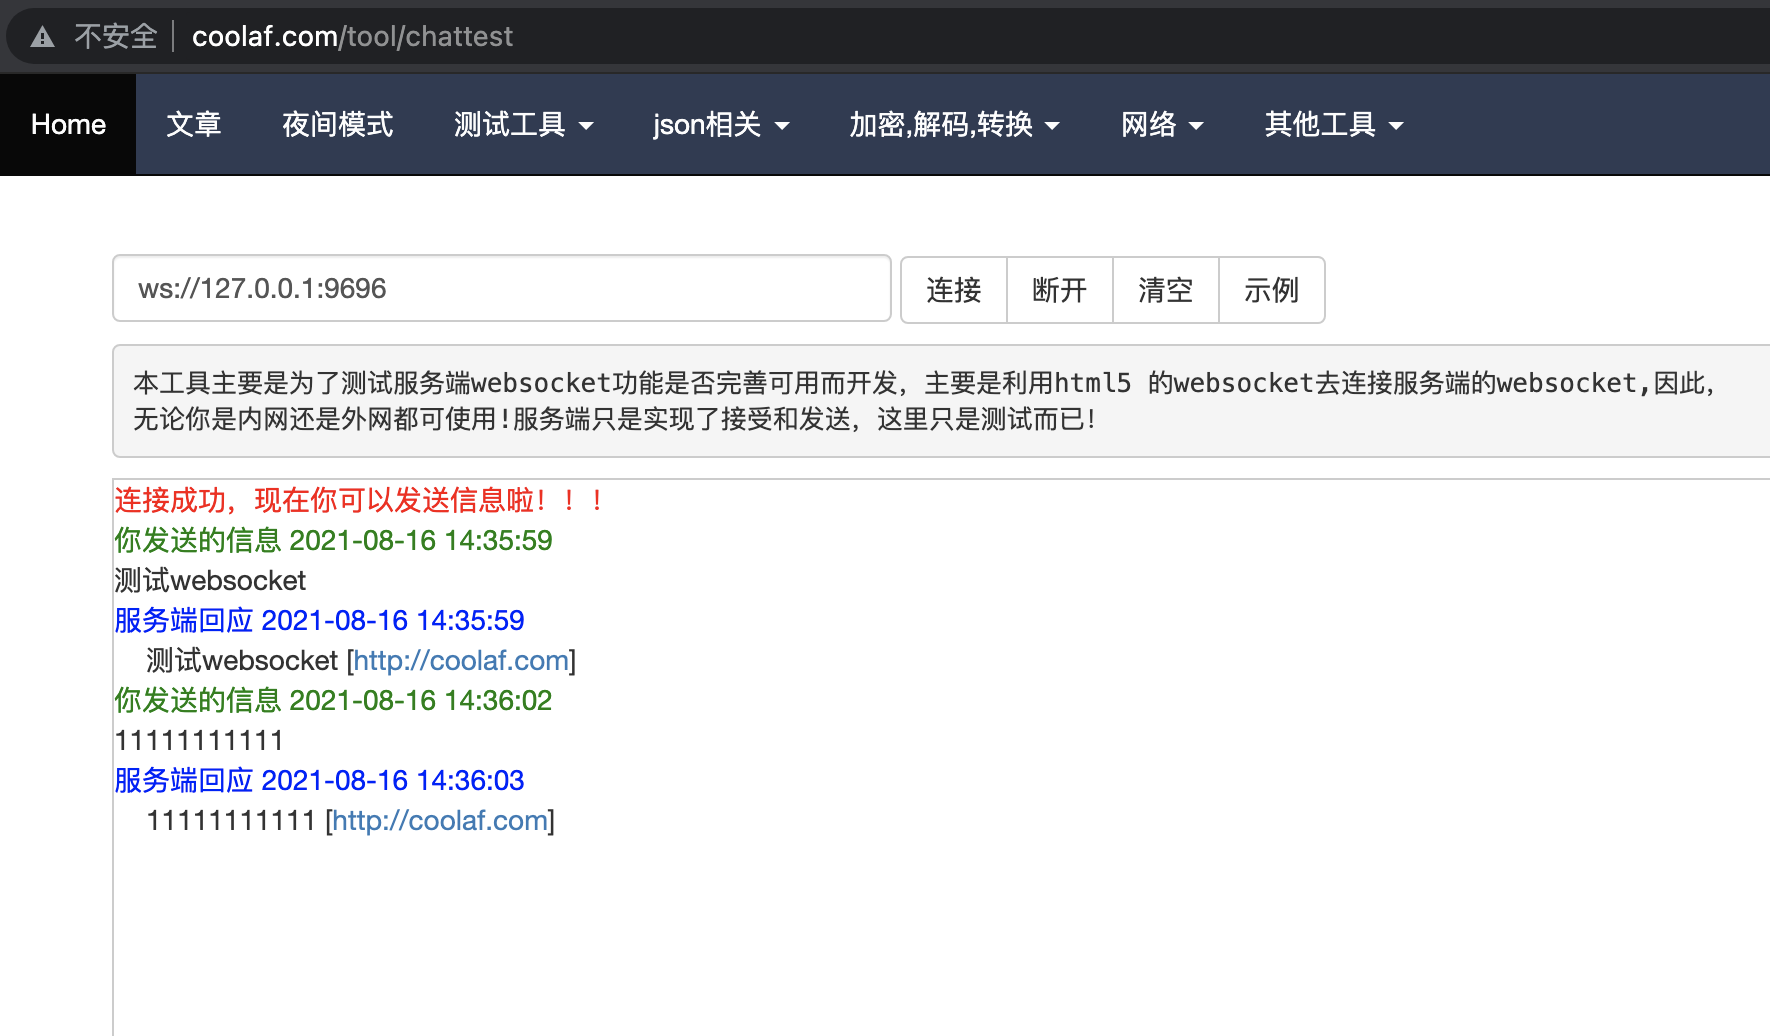 不安全 coolaf.com/tool/chattest
Home 文章 夜间模式 测试工具 json相关 加密,解码,转换 网络 其他工具
ws://127.0.0.1:9696 连接 断开 清空 示例
本工具主要是为了测试服务端websocket功能是否完善可用而开发，主要是利用html5 的websocket去连接服务端的websocket,因此，
无论你是内网还是外网都可使用!服务端只是实现了接受和发送，这里只是测试而已!
连接成功，现在你可以发送信息啦！！！
你发送的信息 2021-08-16 14:35:59
测试websocket
服务端回应 2021-08-16 14:35:59
测试websocket [http://coolaf.com]
你发送的信息 2021-08-16 14:36:02
11111111111
服务端回应 2021-08-16 14:36:03
11111111111 [http://coolaf.com]